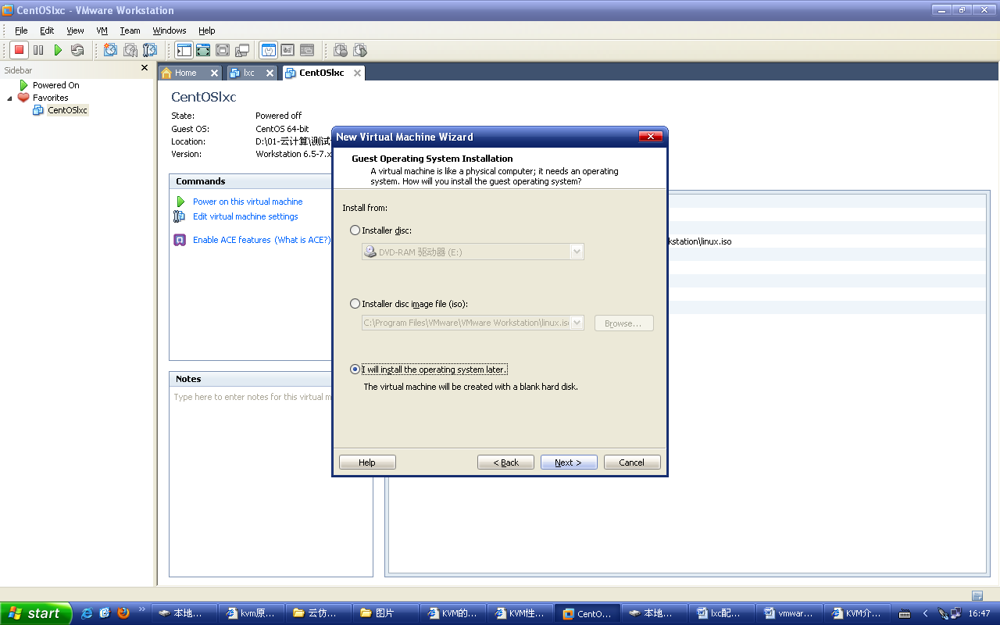 CentOSlxc - VMware Workstation
File Edit View VM Team Windows Help
Sidebar
Powered On
Favorites
CentOSlxc
Home lxc CentOSlxc
CentOSlxc
State: Powered off
Guest OS: CentOS 64-bit
Location: D:\01-云计算\测试
Version: Workstation 6.5-7.x
Commands
Power on this virtual machine
Edit virtual machine settings
Enable ACE features (What is ACE?)
Notes
Type here to enter notes for this virtual m
kstation\linux.iso
New Virtual Machine Wizard
Guest Operating System Installation
A virtual machine is like a physical computer; it needs an operating
system. How will you install the guest operating system?
Install from:
Installer disc:
DVD-RAM 驱动器 (E:)
Installer disc image file (iso):
C:\Program Files\VMware\VMware Workstation\linux.iso
Browse...
I will install the operating system later.
The virtual machine will be created with a blank hard disk.
Help < Back Next > Cancel
start 本地... kvm原... 云仿... 图片 KVM的... KVM性... CentO... 本地... lxc配... vmwar... KVM介... 16:47